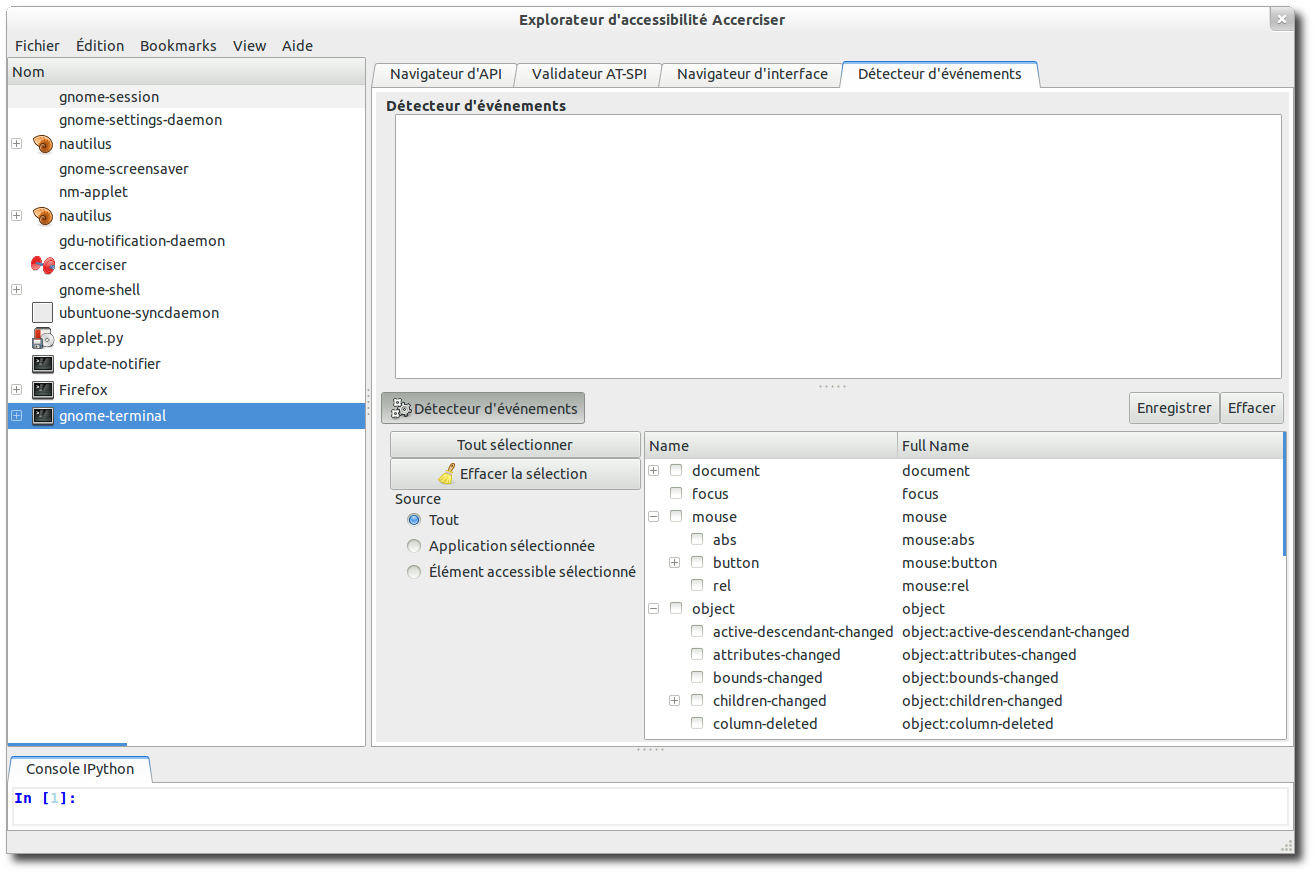 Explorateur d'accessibilité Accerciser
Fichier Édition Bookmarks View Aide
Nom
gnome-session
gnome-settings-daemon
nautilus
gnome-screensaver
nm-applet
nautilus
gdu-notification-daemon
accerciser
gnome-shell
ubuntuone-syncdaemon
applet.py
update-notifier
Firefox
gnome-terminal
Navigateur d'API Validateur AT-SPI Navigateur d'interface Détecteur d'événements
Détecteur d'événements
Détecteur d'événements Enregistrer Effacer
Tout sélectionner
Effacer la sélection
Source
Tout
Application sélectionnée
Élément accessible sélectionné
Name Full Name
document document
focus focus
mouse mouse
abs mouse:abs
button mouse:button
rel mouse:rel
object object
active-descendant-changed object:active-descendant-changed
attributes-changed object:attributes-changed
bounds-changed object:bounds-changed
children-changed object:children-changed
column-deleted object:column-deleted
Console IPython
In [1]: